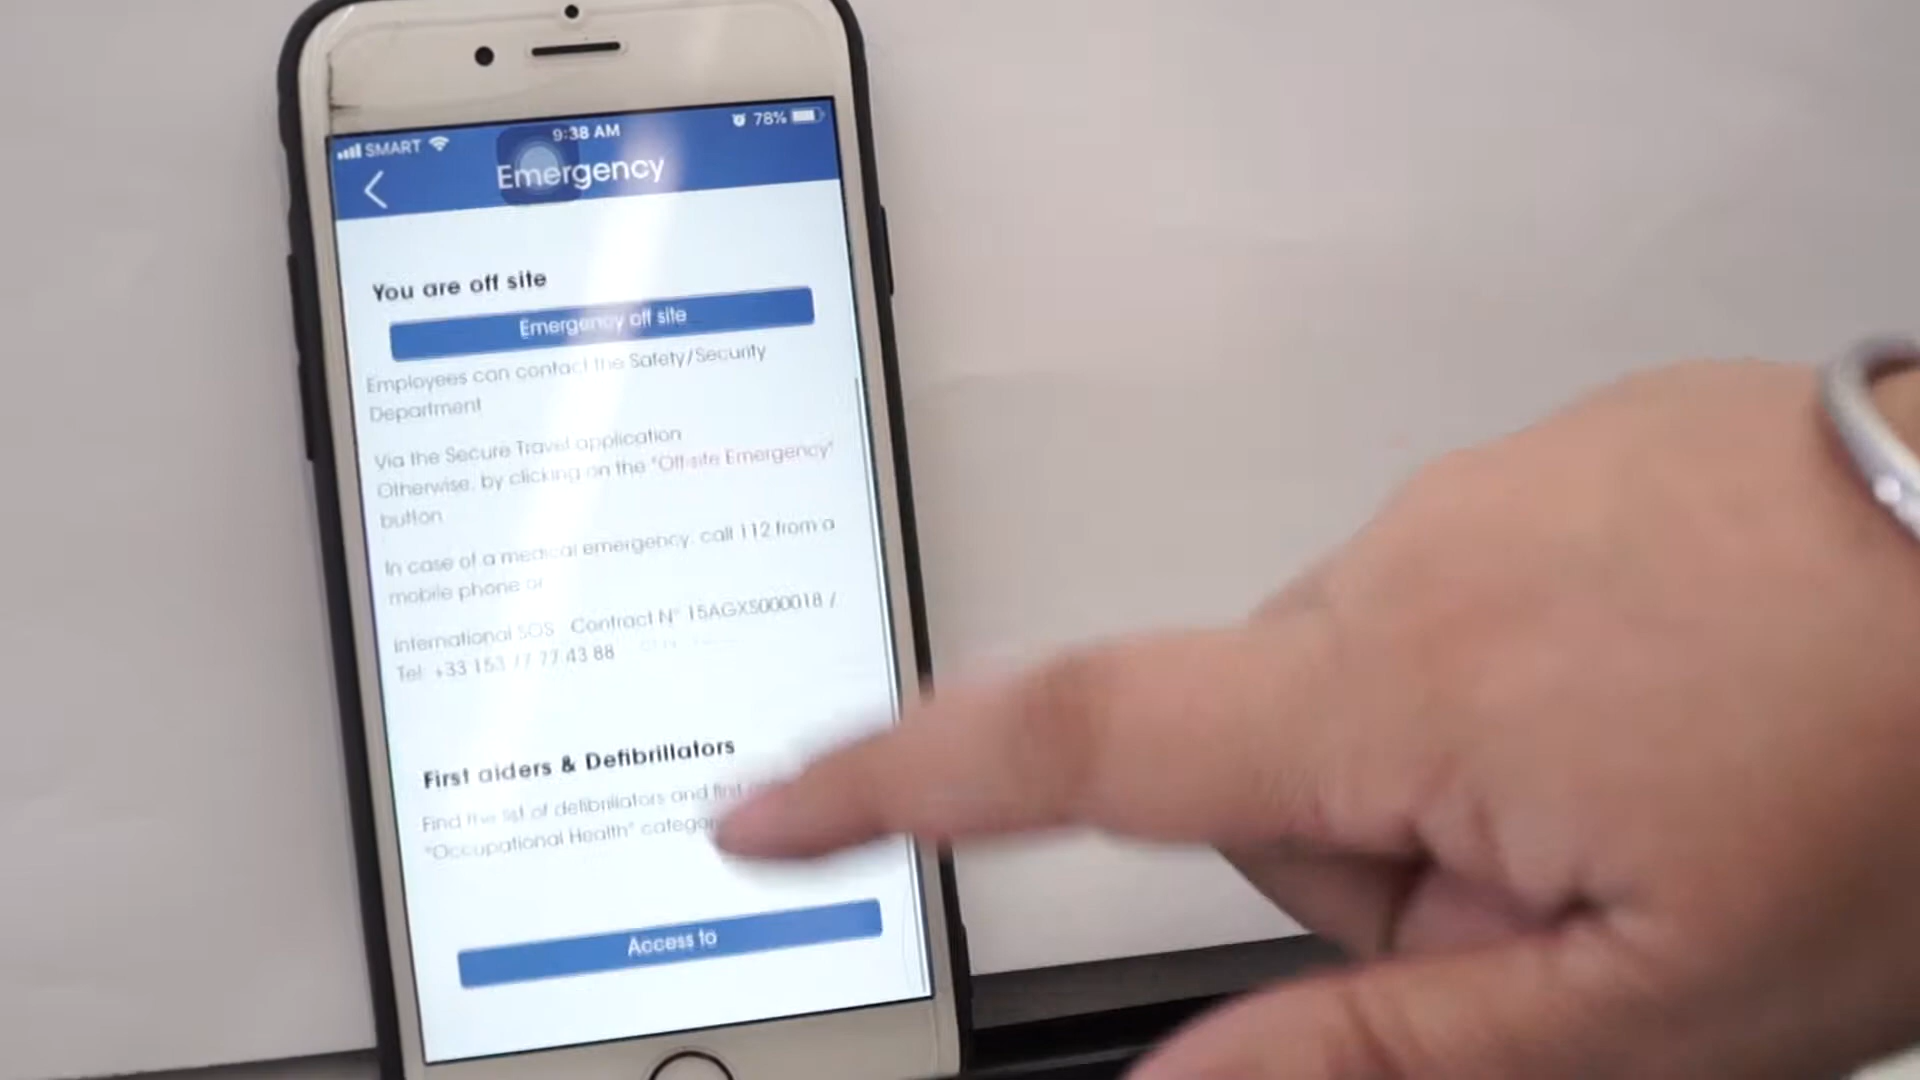 SMART 9:38 AM 78%
Emergency
You are off site
Emergency off site
Employees can contact the Safety/Security
Department
Via the Secure Travel application
Otherwise, by clicking on the "Off-site Emergency"
button
In case of a medical emergency, call 112 from a
mobile phone or
International SOS Contract N° 15AGXS000018 /
Tel: +33 153 77 77 43 88
First aiders & Defibrillators
Find the list of defibrillators and first
"Occupational Health"
Access to